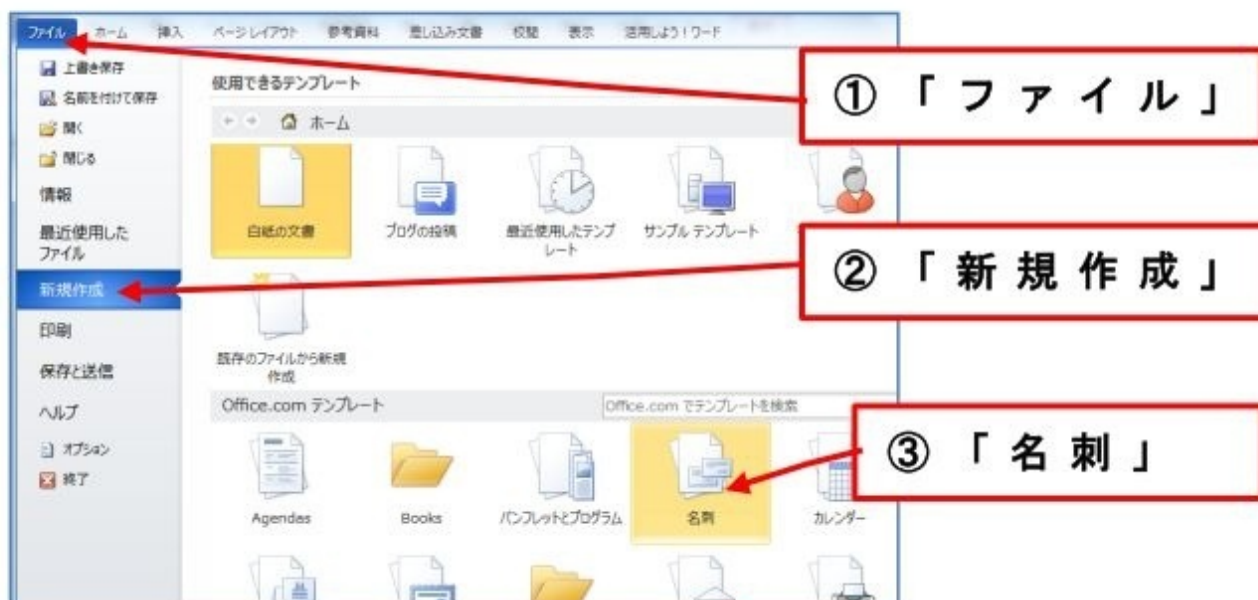 ファイル ホーム 挿入 ページレイアウト 参考資料 差し込み文書 校閲 表示 活用しよう!ワード
上書き保存
名前を付けて保存
開く
閉じる
情報
最近使用した
ファイル
新規作成
印刷
保存と送信
ヘルプ
オプション
終了
使用できるテンプレート
ホーム
白紙の文書
ブログの投稿
最近使用したテンプ
レート
サンプル テンプレート
既存のファイルから新規
作成
Office.com テンプレート
Office.com でテンプレートを検索
Agendas
Books
パンフレットとプログラム
名刺
カレンダー
①「ファイル」
②「新規作成」
③「名刺」